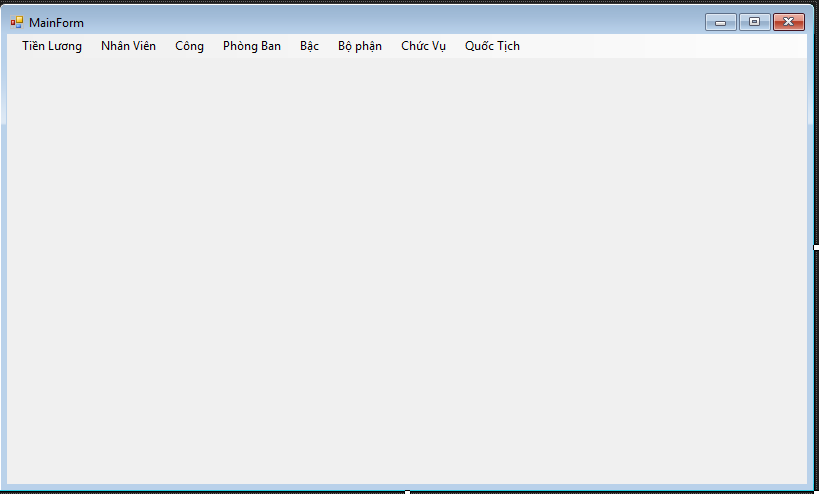 MainForm
Tiền Lương Nhân Viên Công Phòng Ban Bậc Bộ phận Chức Vụ Quốc Tịch